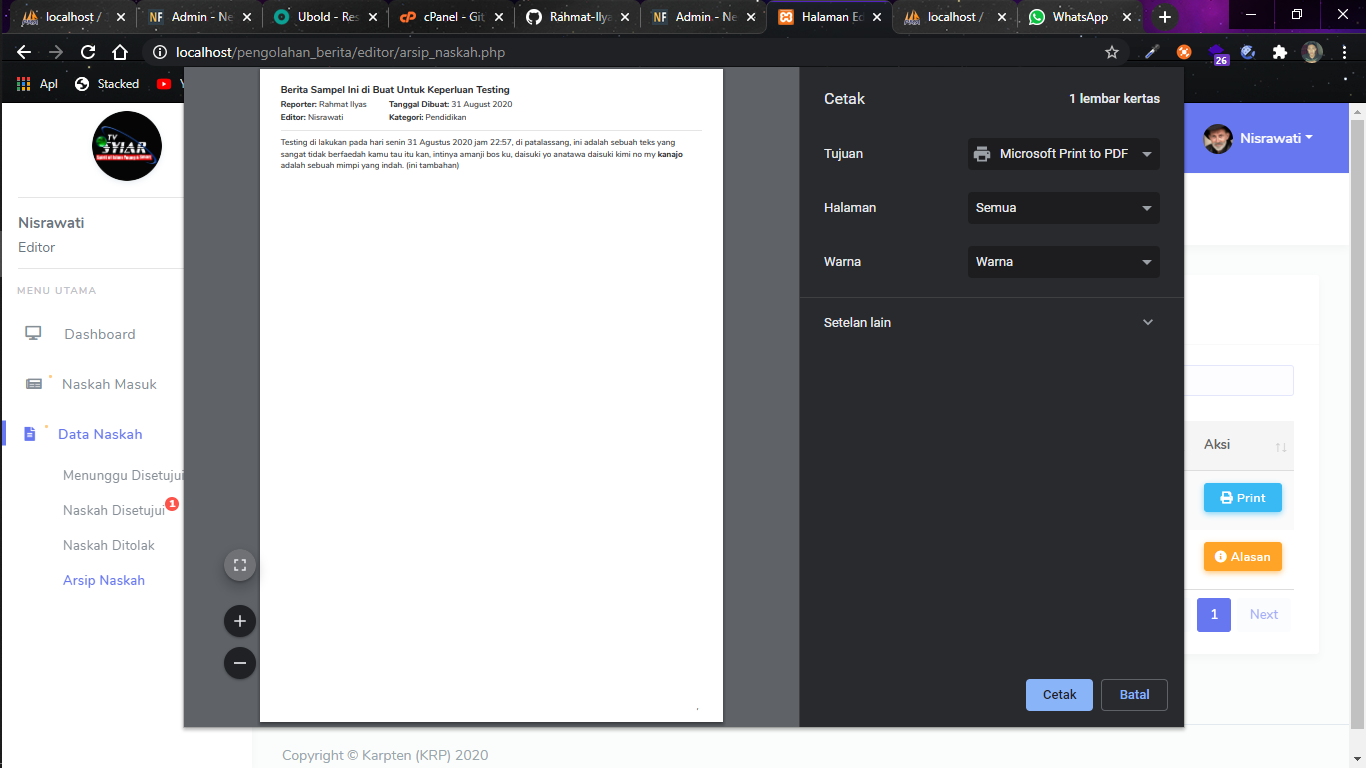 localhost /
Admin - Ne
Ubold - Res
cPanel - Git
Rahmat-Ilya
Admin - Ne
Halaman Ed
localhost /
WhatsApp
localhost/pengolahan_berita/editor/arsip_naskah.php
26
Apl
Stacked
TV
SYIAR
Nisrawati
Editor
MENU UTAMA
Dashboard
Naskah Masuk
Data Naskah
Menunggu Disetujui
Naskah Disetujui
1
Naskah Ditolak
Arsip Naskah
Berita Sampel Ini di Buat Untuk Keperluan Testing
Reporter: Rahmat Ilyas Tanggal Dibuat: 31 August 2020
Editor: Nisrawati Kategori: Pendidikan
Testing di lakukan pada hari senin 31 Agustus 2020 jam 22:57, di patalassang, ini adalah sebuah teks yang
sangat tidak berfaedah kamu tau itu kan, intinya amanji bos ku, daisuki yo anatawa daisuki kimi no my kanajo
adalah sebuah mimpi yang indah. (ini tambahan)
Cetak 1 lembar kertas
Tujuan Microsoft Print to PDF
Halaman Semua
Warna Warna
Setelan lain
Cetak Batal
Nisrawati
Aksi
Print
Alasan
1 Next
Copyright © Karpten (KRP) 2020